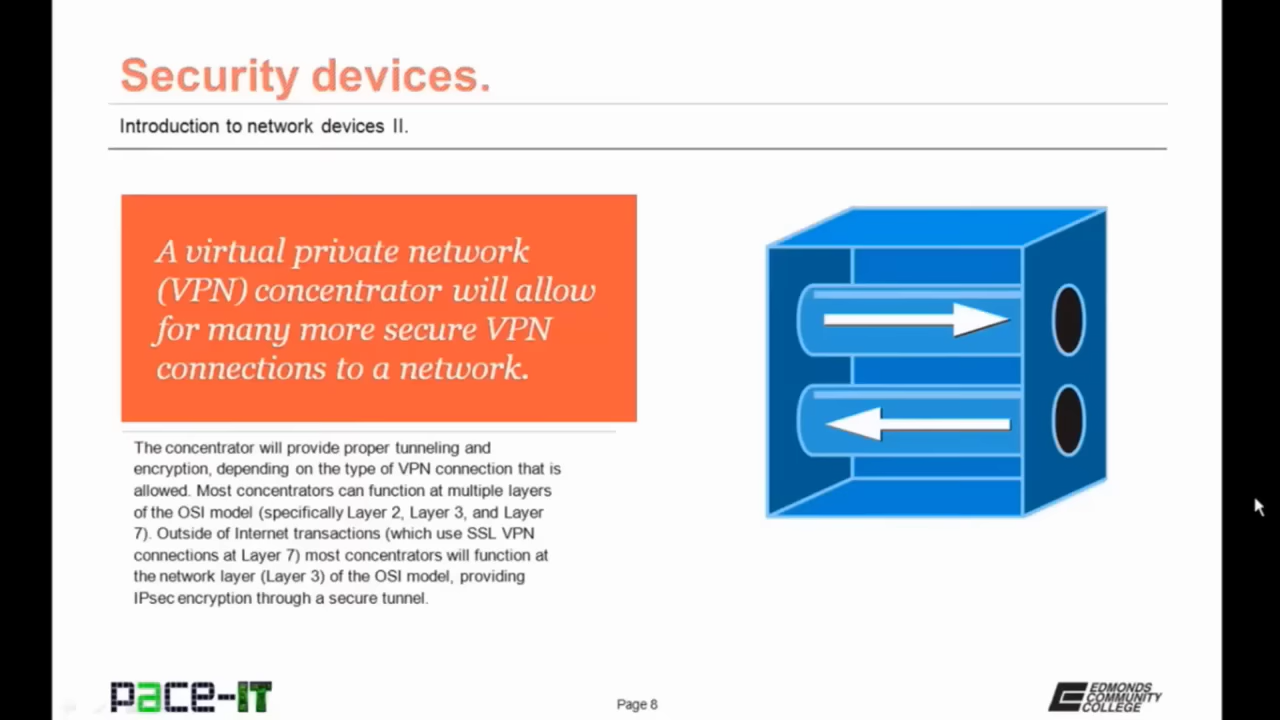 Security devices.
Introduction to network devices II.
A virtual private network
(VPN) concentrator will allow
for many more secure VPN
connections to a network.
The concentrator will provide proper tunneling and
encryption, depending on the type of VPN connection that is
allowed. Most concentrators can function at multiple layers
of the OSI model (specifically Layer 2, Layer 3, and Layer
7). Outside of Internet transactions (which use SSL VPN
connections at Layer 7) most concentrators will function at
the network layer (Layer 3) of the OSI model, providing
IPsec encryption through a secure tunnel.
pace-IT
Page 8
EDMONDS
COMMUNITY
COLLEGE